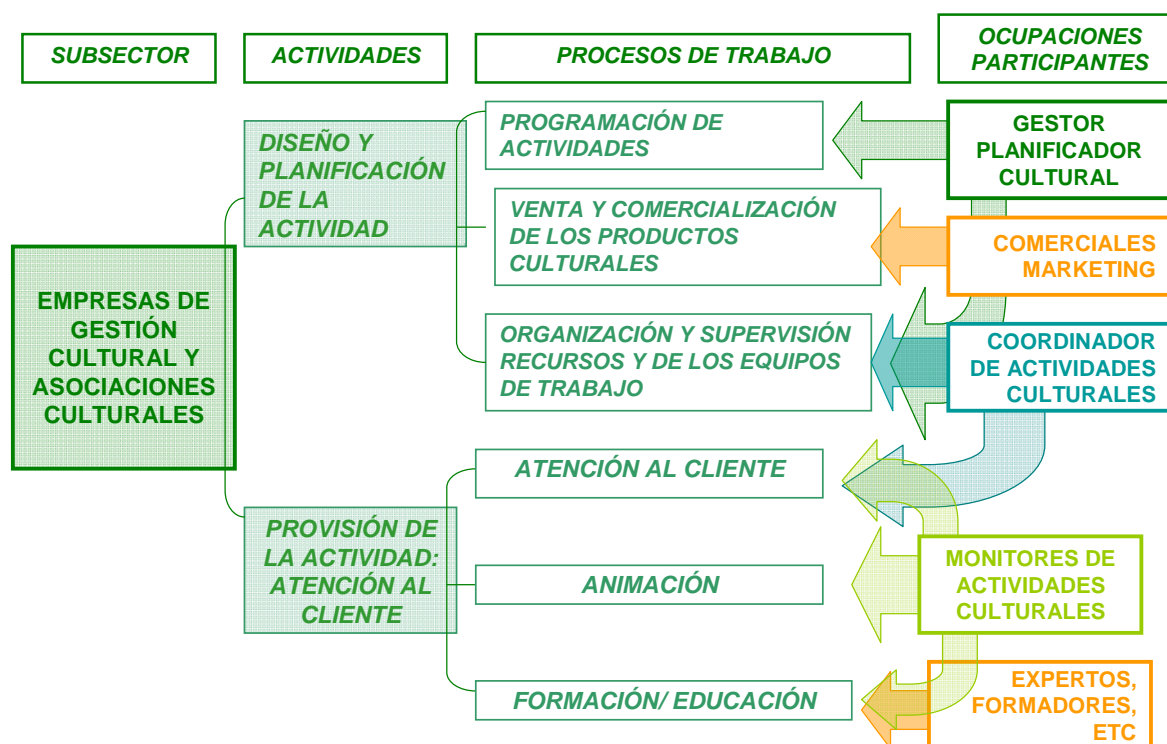 SUBSECTOR
ACTIVIDADES
PROCESOS DE TRABAJO
OCUPACIONES
PARTICIPANTES
EMPRESAS DE
GESTIÓN
CULTURAL Y
ASOCIACIONES
CULTURALES
DISEÑO Y
PLANIFICACIÓN
DE LA
ACTIVIDAD
PROVISIÓN DE
LA ACTIVIDAD:
ATENCIÓN AL
CLIENTE
PROGRAMACIÓN DE
ACTIVIDADES
VENTA Y COMERCIALIZACIÓN
DE LOS PRODUCTOS
CULTURALES
ORGANIZACIÓN Y SUPERVISIÓN
RECURSOS Y DE LOS EQUIPOS
DE TRABAJO
ATENCIÓN AL CLIENTE
ANIMACIÓN
FORMACIÓN/ EDUCACIÓN
GESTOR
PLANIFICADOR
CULTURAL
COMERCIALES
MARKETING
COORDINADOR
DE ACTIVIDADES
CULTURALES
MONITORES DE
ACTIVIDADES
CULTURALES
EXPERTOS,
FORMADORES,
ETC